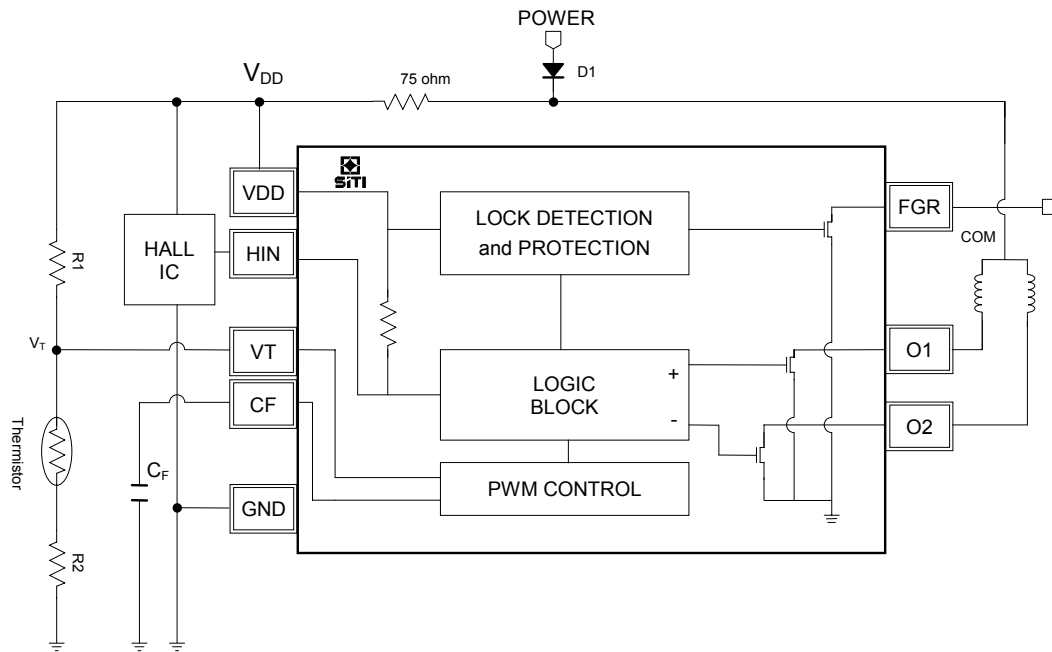 POWER
D1
75 ohm
VDD
SiTI
VDD
HIN
VT
CF
GND
HALL
IC
R1
VT
Thermistor
R2
CF
LOCK DETECTION
and PROTECTION
LOGIC
BLOCK
+
-
PWM CONTROL
FGR
COM
O1
O2